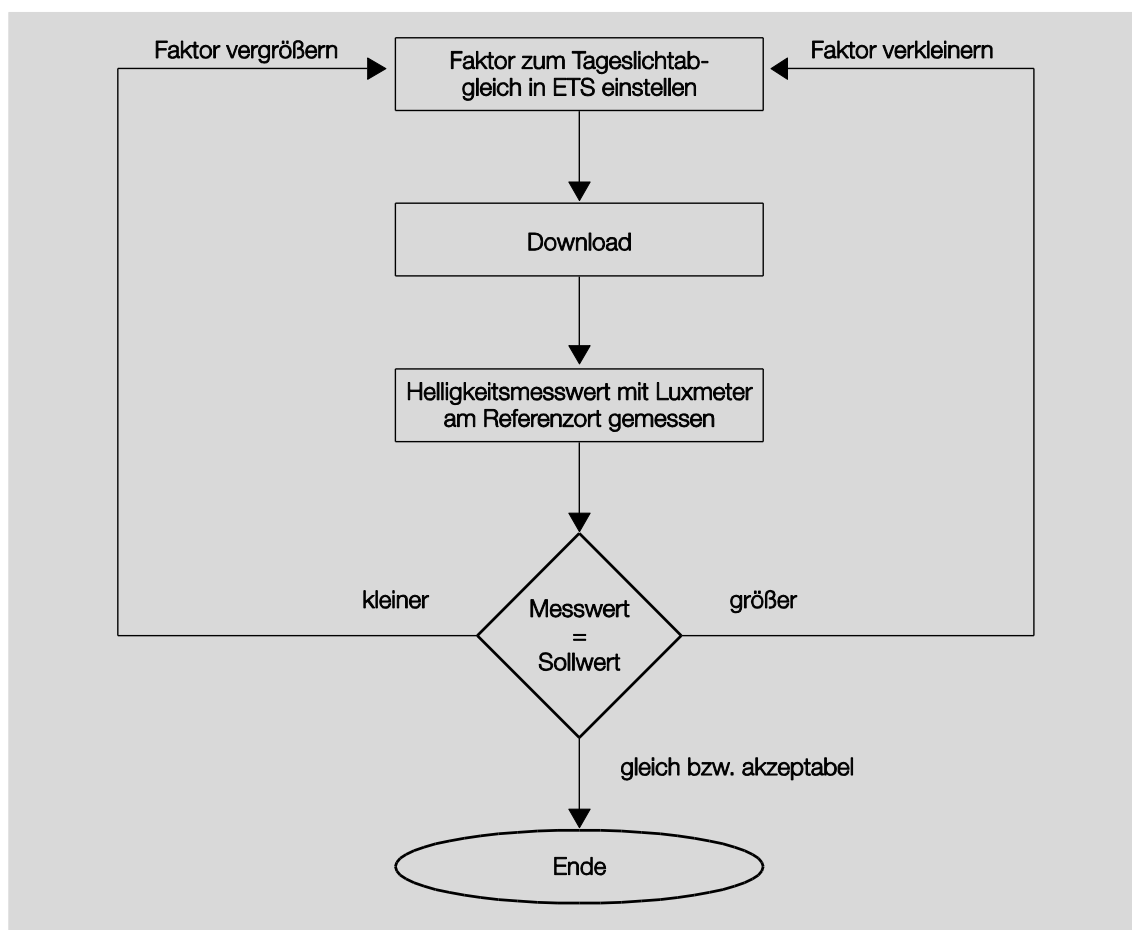 Faktor vergrößern
Faktor zum Tageslichtab-
gleich in ETS einstellen
Faktor verkleinern
Download
Helligkeitsmesswert mit Luxmeter
am Referenzort gemessen
kleiner
Messwert
=
Sollwert
größer
gleich bzw. akzeptabel
Ende